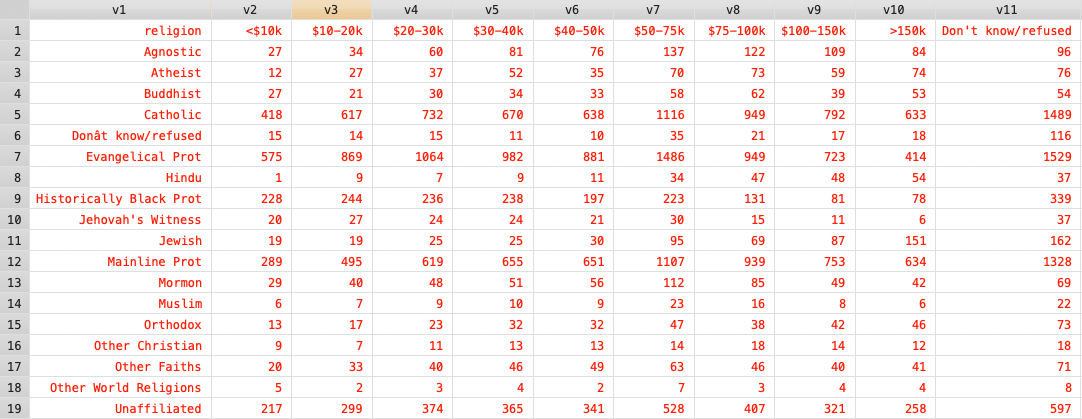 v1 v2 v3 v4 v5 v6 v7 v8 v9 v10 v11
1 religion <$10k $10–20k $20–30k $30–40k $40–50k $50–75k $75–100k $100–150k >150k Don't know/refused
2 Agnostic 27 34 60 81 76 137 122 109 84 96
3 Atheist 12 27 37 52 35 70 73 59 74 76
4 Buddhist 27 21 30 34 33 58 62 39 53 54
5 Catholic 418 617 732 670 638 1116 949 792 633 1489
6 Donât know/refused 15 14 15 11 10 35 21 17 18 116
7 Evangelical Prot 575 869 1064 982 881 1486 949 723 414 1529
8 Hindu 1 9 7 9 11 34 47 48 54 37
9 Historically Black Prot 228 244 236 238 197 223 131 81 78 339
10 Jehovah's Witness 20 27 24 24 21 30 15 11 6 37
11 Jewish 19 19 25 25 30 95 69 87 151 162
12 Mainline Prot 289 495 619 655 651 1107 939 753 634 1328
13 Mormon 29 40 48 51 56 112 85 49 42 69
14 Muslim 6 7 9 10 9 23 16 8 6 22
15 Orthodox 13 17 23 32 32 47 38 42 46 73
16 Other Christian 9 7 11 13 13 14 18 14 12 18
17 Other Faiths 20 33 40 46 49 63 46 40 41 71
18 Other World Religions 5 2 3 4 2 7 3 4 4 8
19 Unaffiliated 217 299 374 365 341 528 407 321 258 597